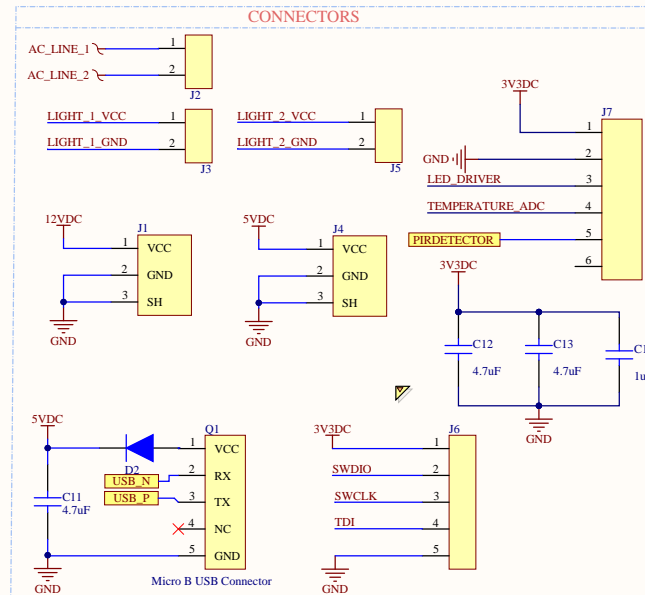 CONNECTORS
AC_LINE_1
1
AC_LINE_2
2
J2
LIGHT_1_VCC
1
LIGHT_1_GND
2
J3
LIGHT_2_VCC
1
LIGHT_2_GND
2
J5
3V3DC
J7
1
GND
2
LED_DRIVER
3
TEMPERATURE_ADC
4
PIRDETECTOR
5
6
12VDC
J1
1
VCC
2
GND
3
SH
GND
5VDC
J4
1
VCC
2
GND
3
SH
GND
3V3DC
C12
4.7uF
C13
4.7uF
GND
5VDC
C11
4.7uF
GND
D2
USB_N
USB_P
Q1
1
VCC
2
RX
3
TX
4
NC
5
GND
Micro B USB Connector
3V3DC
J6
1
SWDIO
2
SWCLK
3
TDI
4
5
GND